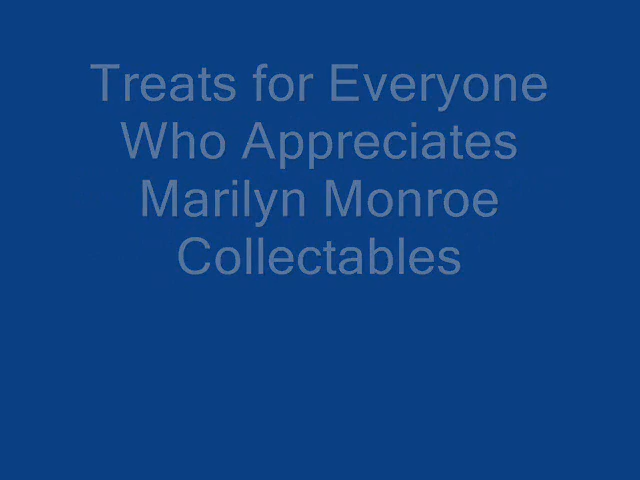 Treats for Everyone
Who Appreciates
Marilyn Monroe
Collectables